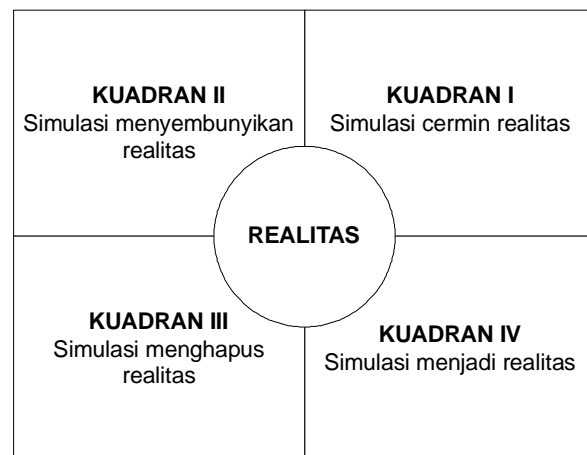 KUADRAN II
Simulasi menyembunyikan
realitas
KUADRAN I
Simulasi cermin realitas
REALITAS
KUADRAN III
Simulasi menghapus
realitas
KUADRAN IV
Simulasi menjadi realitas